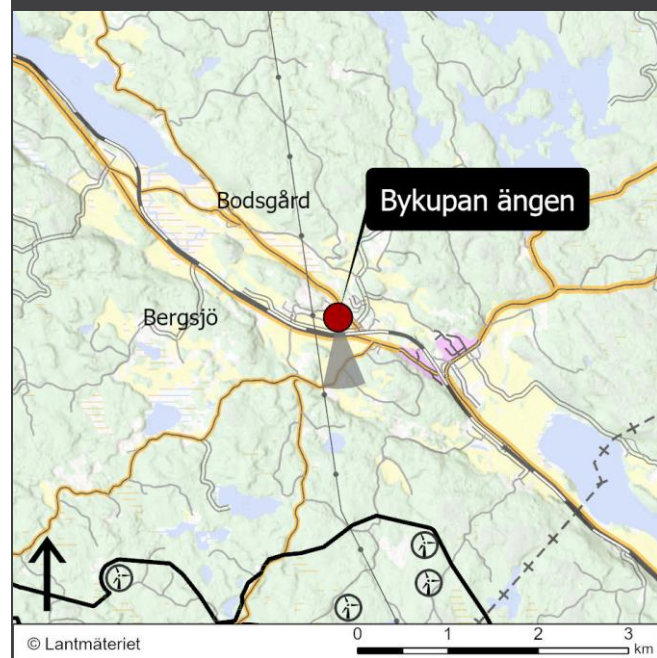 Bodsgård
Bykupan ängen
Bergsjö
© Lantmäteriet
0 1 2 3
km